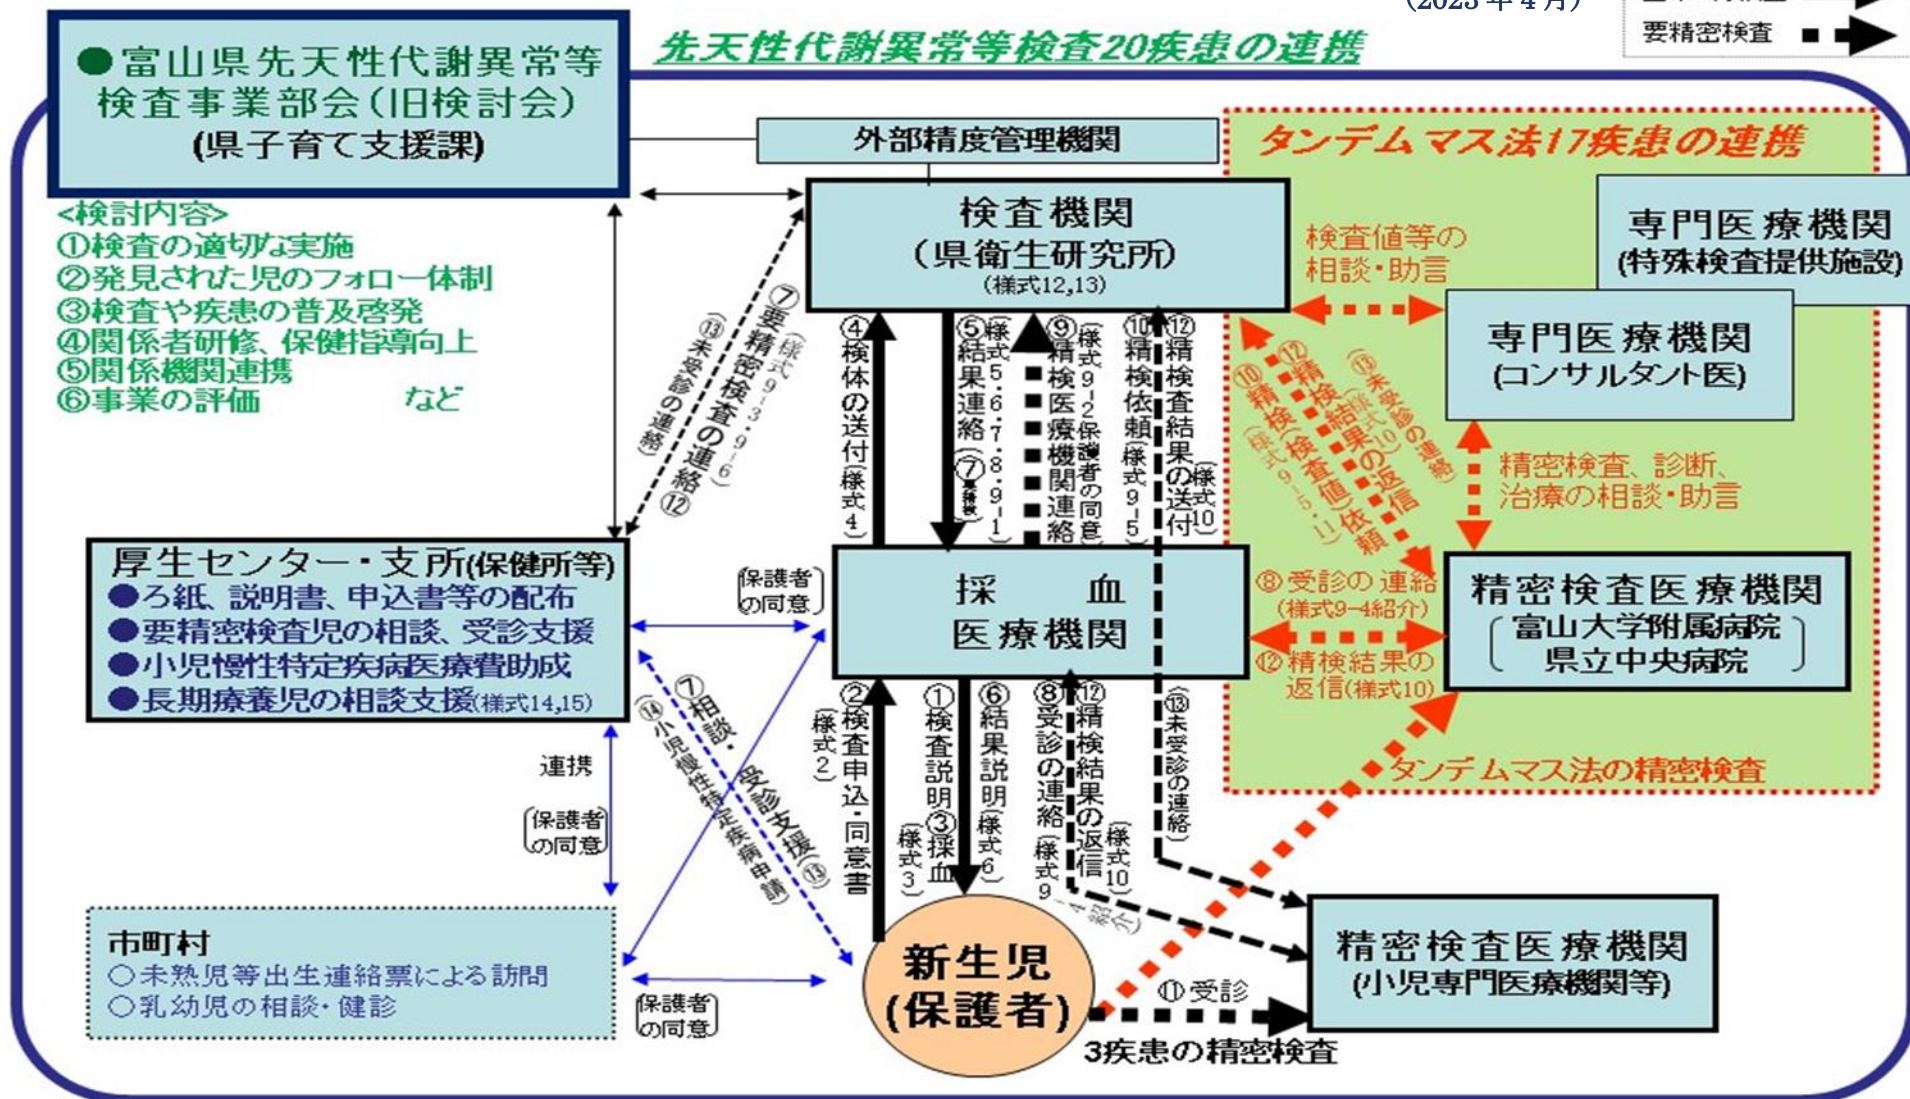 (2023年4月)
要精密検査
先天性代謝異常等検査20疾患の連携
●富山県先天性代謝異常等
検査事業部会(旧検討会)
(県子育て支援課)
<検討内容>
①検査の適切な実施
②発見された児のフォロー体制
③検査や疾患の普及啓発
④関係者研修、保健指導向上
⑤関係機関連携
⑥事業の評価 など
外部精度管理機関
検査機関
(県衛生研究所)
(様式12,13)
タンデムマス法17疾患の連携
検査値等の
相談・助言
専門医療機関
(特殊検査提供施設)
専門医療機関
(コンサルタント医)
精密検査、診断、
治療の相談・助言
(様式9-3・9-6)
⑦要精密検査の連絡⑫
(⑬未受診の連絡)
④検体の送付(様式4)
⑤結果連絡
(様式5.6.7.8.9-1)
⑨精検医療機関連絡
(様式9-2保護者の同意)
⑩精検依頼(様式9-5)
⑫精検査結果の送付
(様式10)
⑬未受診の連絡)
⑫精検結果の返信
(様式10)
⑩精検(検査値)依頼
(様式9-5・11)
(⑬未受診の連絡)
厚生センター・支所(保健所等)
●ろ紙、説明書、申込書等の配布
●要精密検査児の相談、受診支援
●小児慢性特定疾病医療費助成
●長期療養児の相談支援(様式14,15)
(保護者
の同意)
採 血
医療機関
⑧受診の連絡
(様式9-4紹介)
⑫精検結果の
返信(様式10)
精密検査医療機関
富山大学附属病院
県立中央病院
連携
(保護者
の同意)
⑦相談・受診支援(⑬)
(⑭小児慢性特定疾病申請)
②検査申込・同意書
(様式2)
①検査説明③採血
(様式3)
⑥結果説明(様式6)
⑧受診の連絡(様式9-4紹介)
⑫精検結果の返信
(様式10)
(⑬未受診の連絡)
タンデムマス法の精密検査
市町村
○未熟児等出生連絡票による訪問
○乳幼児の相談・健診
(保護者
の同意)
新生児
(保護者)
⑪受診
3疾患の精密検査
精密検査医療機関
(小児専門医療機関等)